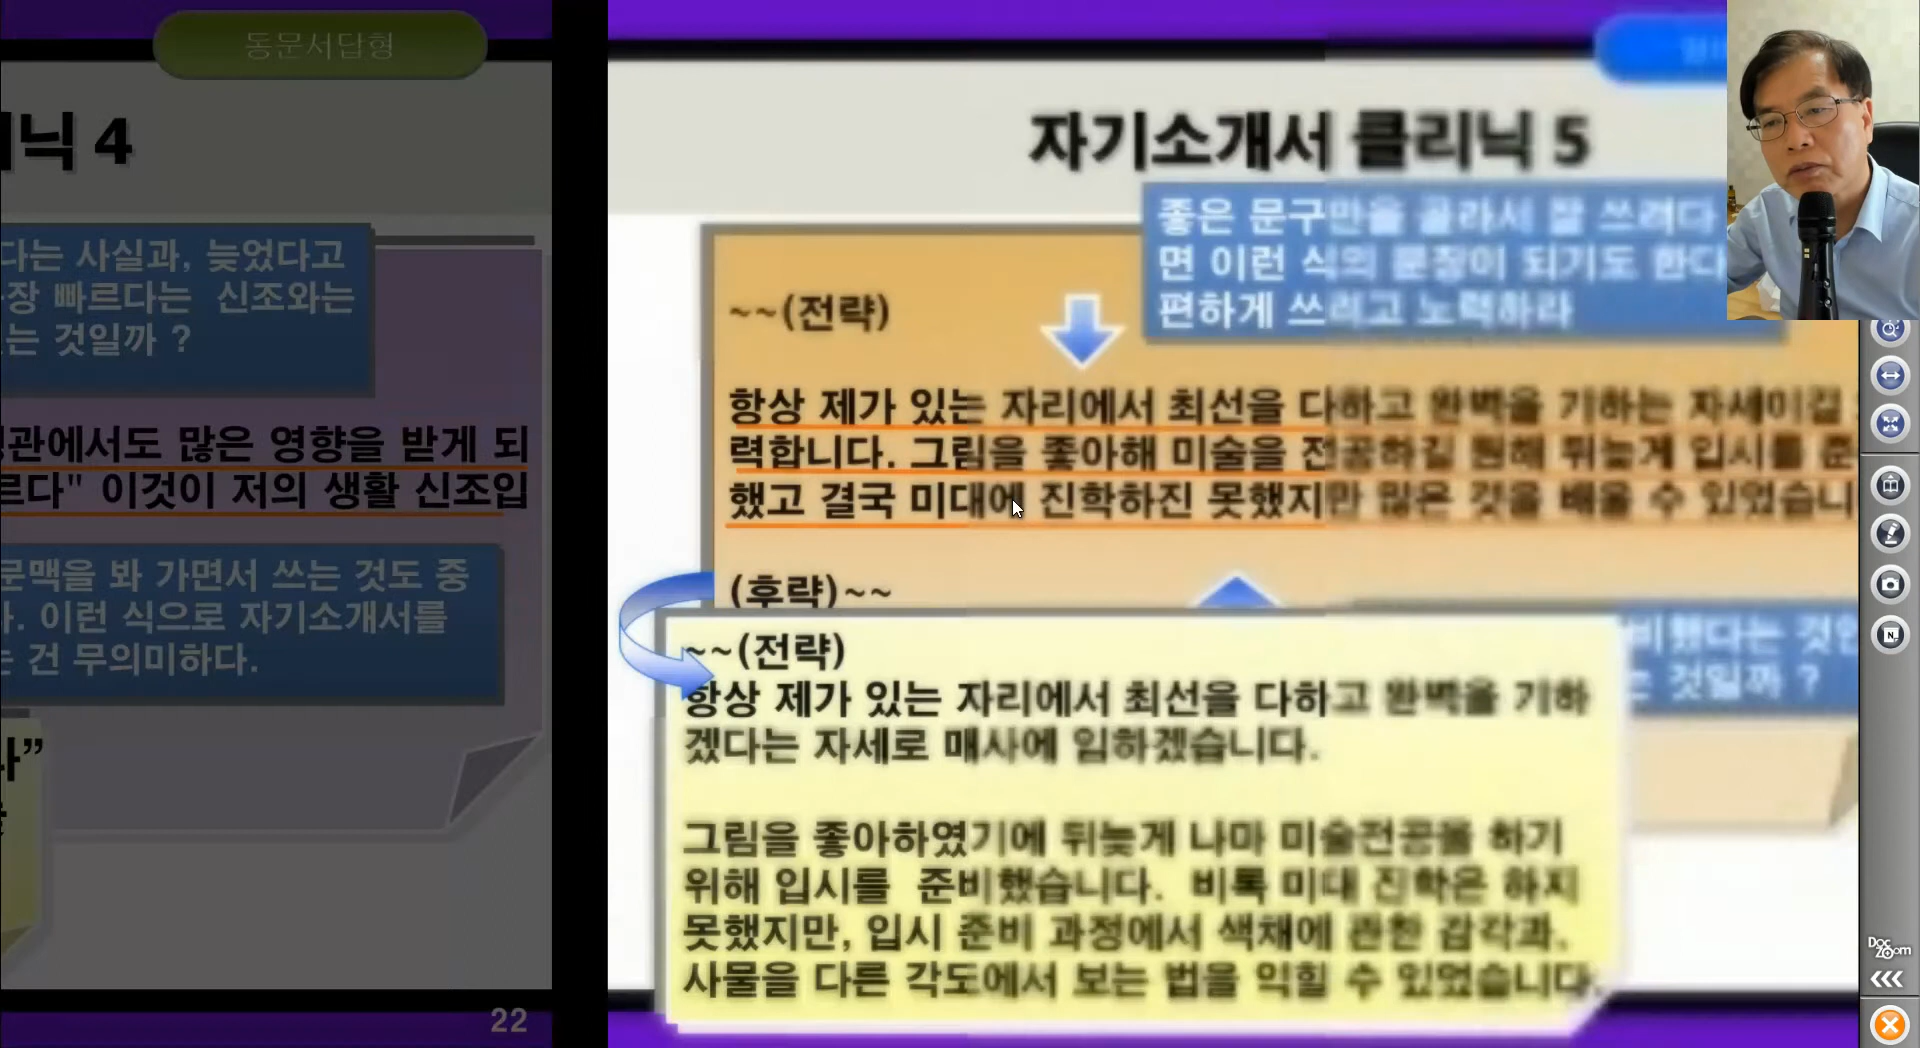 동문서답형
닉 4
다는 사실과, 늦었다고
장 빠르다는 신조와는
는 것일까 ?
관에서도 많은 영향을 받게 되
르다" 이것이 저의 생활 신조입
문맥을 봐 가면서 쓰는 것도 중
. 이런 식으로 자기소개서를
건 무의미하다.
22
자기소개서 클리닉 5
좋은 문구만을 골라서 잘 쓰려다
면 이런 식의 문장이 되기도 한다
편하게 쓰려고 노력하라
~~(전략)
항상 제가 있는 자리에서 최선을 다하고 완벽을 기하는 자세이길
력합니다. 그림을 좋아해 미술을 전공하길 원해 뒤늦게 입시를 준
했고 결국 미대에 진학하진 못했지만 많은 것을 배울 수 있었습니
(후략)~~
비했다는 것인
것일까 ?
~~(전략)
항상 제가 있는 자리에서 최선을 다하고 완벽을 기하
겠다는 자세로 매사에 임하겠습니다.
그림을 좋아하였기에 뒤늦게 나마 미술전공을 하기
위해 입시를 준비했습니다. 비록 미대 진학은 하지
못했지만, 입시 준비 과정에서 색채에 관한 감각과,
사물을 다른 각도에서 보는 법을 익힐 수 있었습니다.
Doc
Zoom